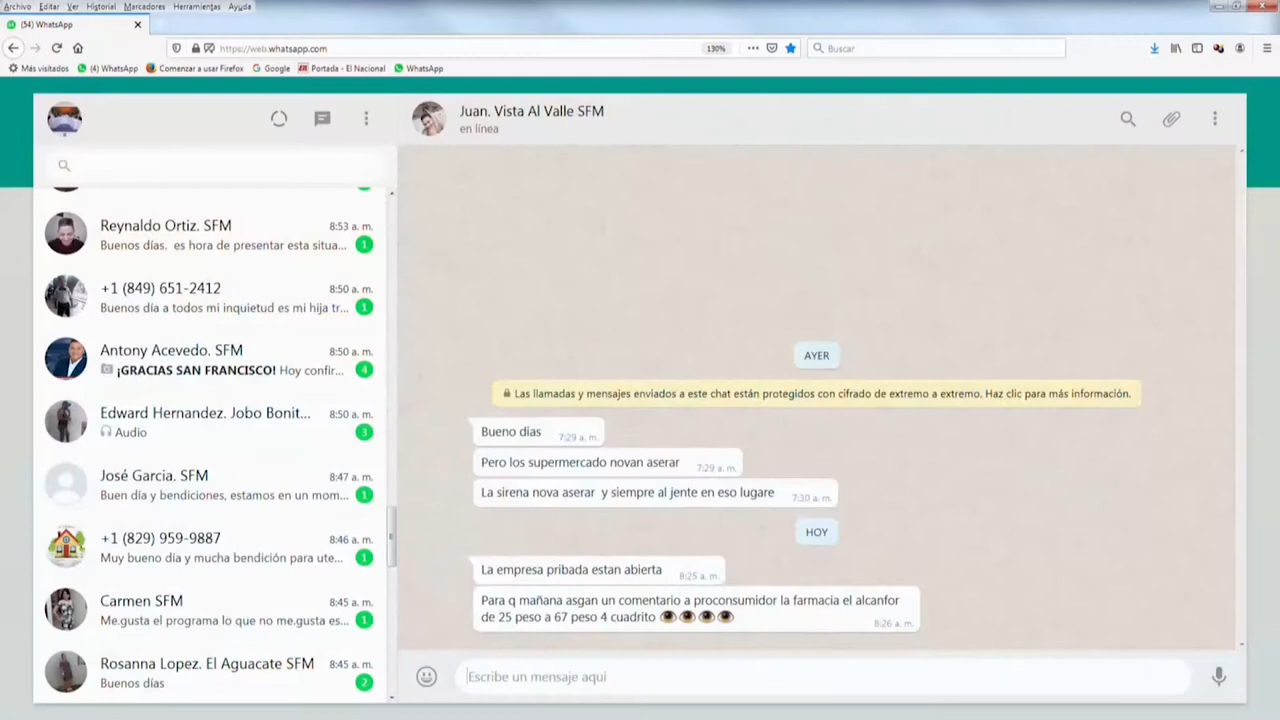 Archivo Editar Ver Historial Marcadores Herramientas Ayuda
(54) WhatsApp
https://web.whatsapp.com
130%
Buscar
Más visitados (4) WhatsApp Comenzar a usar Firefox Google Portada - El Nacional WhatsApp
Reynaldo Ortiz. SFM 8:53 a. m.
Buenos días. es hora de presentar esta situa... 1
+1 (849) 651-2412 8:50 a. m.
Buenos día a todos mi inquietud es mi hija tr... 1
Antony Acevedo. SFM 8:50 a. m.
¡GRACIAS SAN FRANCISCO! Hoy confir... 4
Edward Hernandez. Jobo Bonit... 8:50 a. m.
Audio 3
José Garcia. SFM 8:47 a. m.
Buen día y bendiciones, estamos en un mom... 1
+1 (829) 959-9887 8:46 a. m.
Muy bueno día y mucha bendición para ute... 1
Carmen SFM 8:45 a. m.
Me.gusta el programa lo que no me.gusta es... 1
Rosanna Lopez. El Aguacate SFM 8:45 a. m.
Buenos días 2
Juan. Vista Al Valle SFM
en línea
AYER
Las llamadas y mensajes enviados a este chat están protegidos con cifrado de extremo a extremo. Haz clic para más información.
Bueno dias 7:29 a. m.
Pero los supermercado novan aserar 7:29 a. m.
La sirena nova aserar y siempre al jente en eso lugare 7:30 a. m.
HOY
La empresa pribada estan abierta 8:25 a. m.
Para q mañana asgan un comentario a proconsumidor la farmacia el alcanfor
de 25 peso a 67 peso 4 cuadrito 👁👁👁👁 8:26 a. m.
Escribe un mensaje aquí